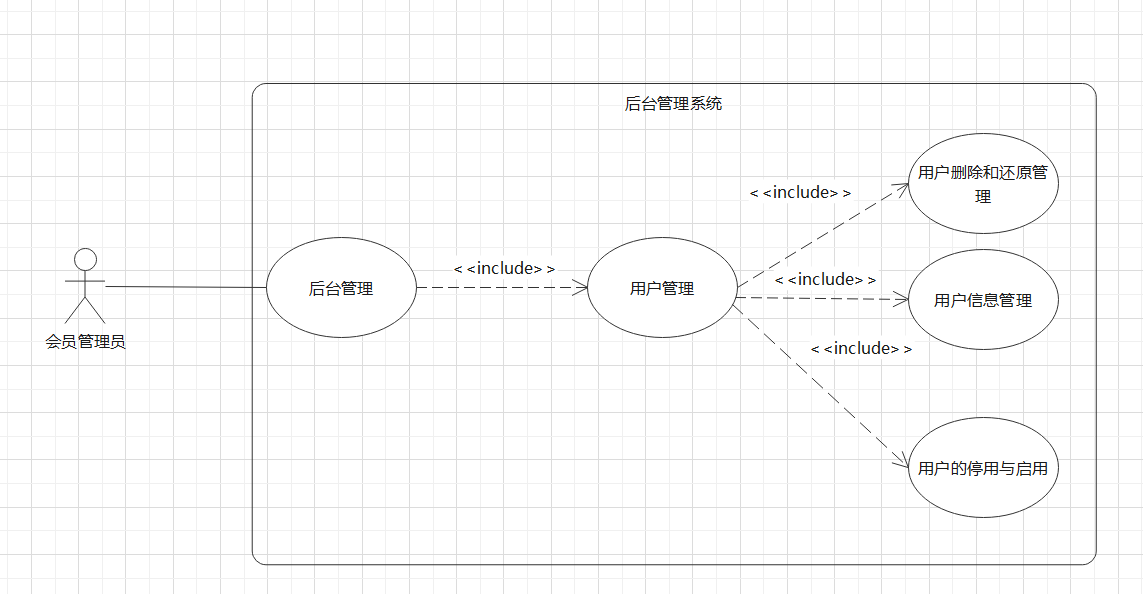 后台管理系统
用户删除和还原管
理
< <include> >
< <include> >
< <include> >
后台管理
用户管理
用户信息管理
会员管理员
< <include> >
用户的停用与启用